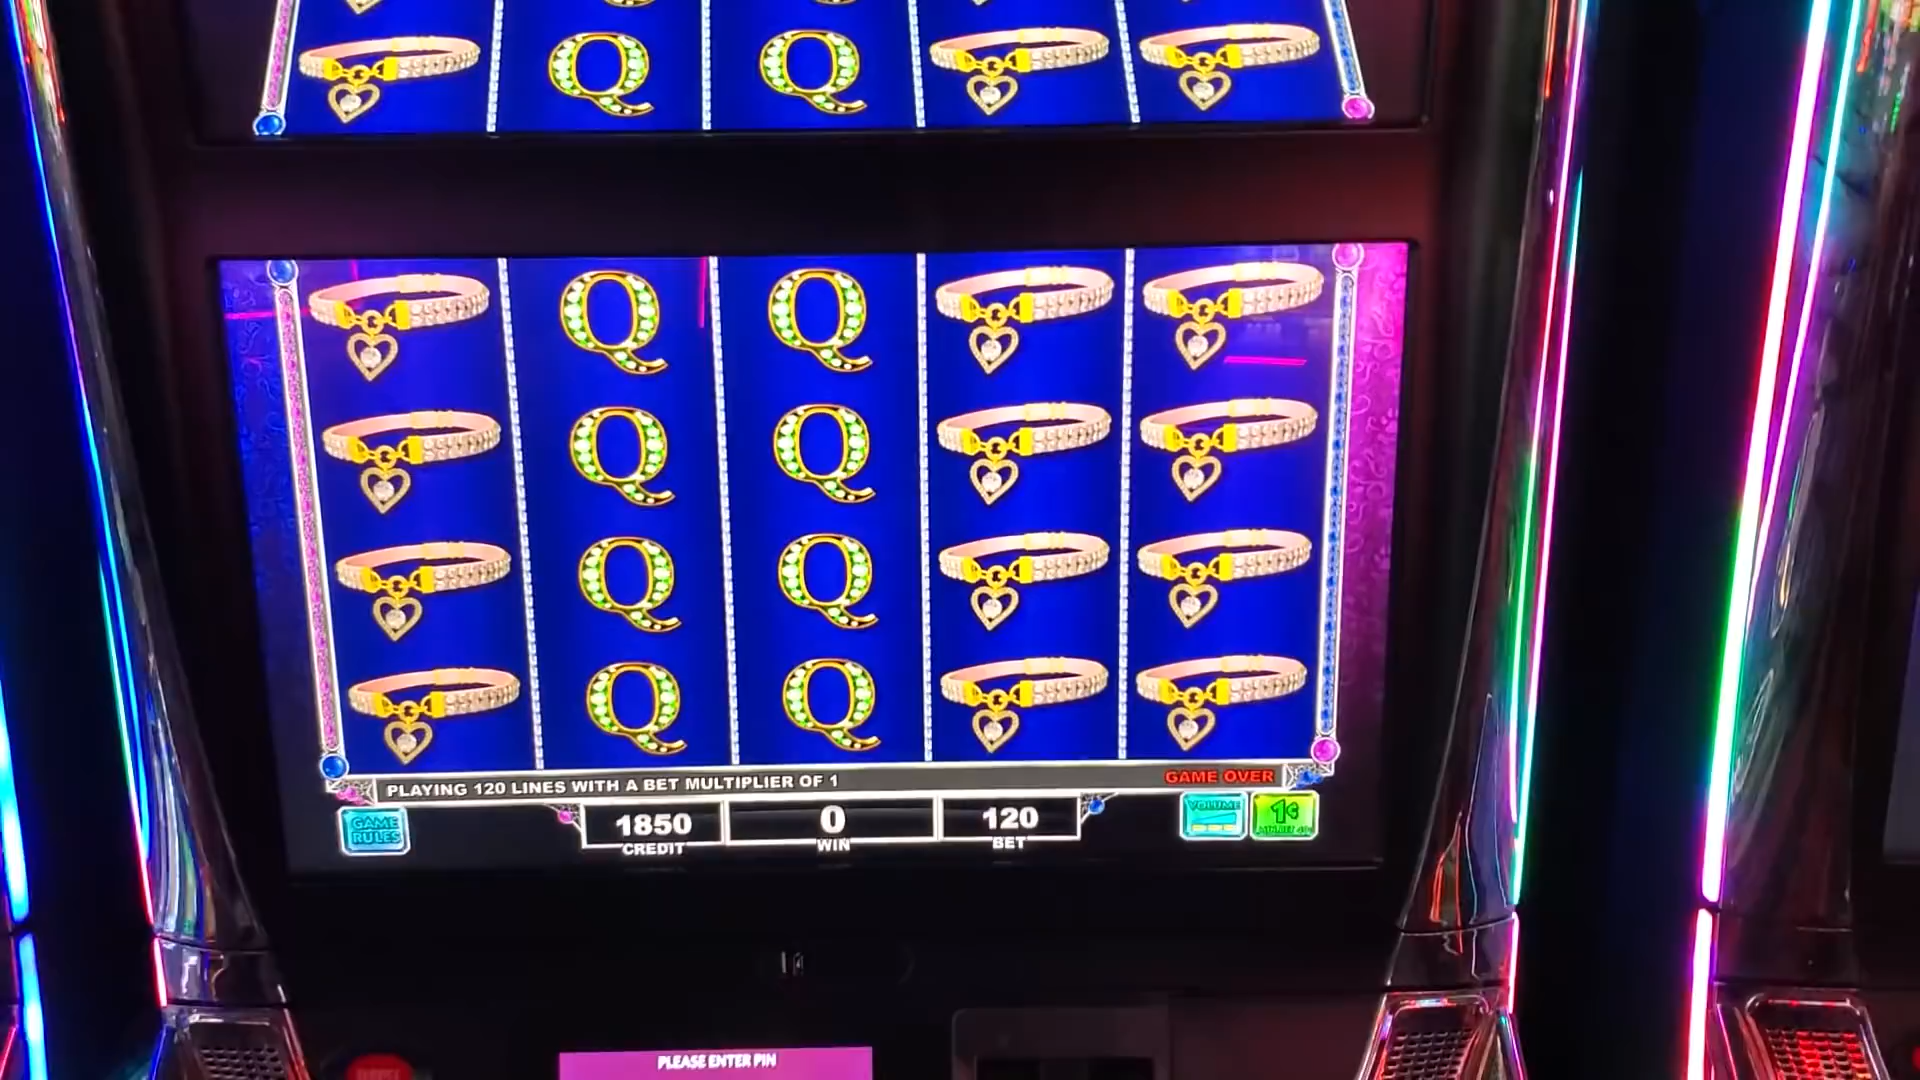 Q Q
Q Q
Q Q
Q Q
Q Q
PLAYING 120 LINES WITH A BET MULTIPLIER OF 1
GAME OVER
GAME RULES
1850
CREDIT
0
WIN
120
BET
VOLUME
1¢
PLEASE ENTER PIN